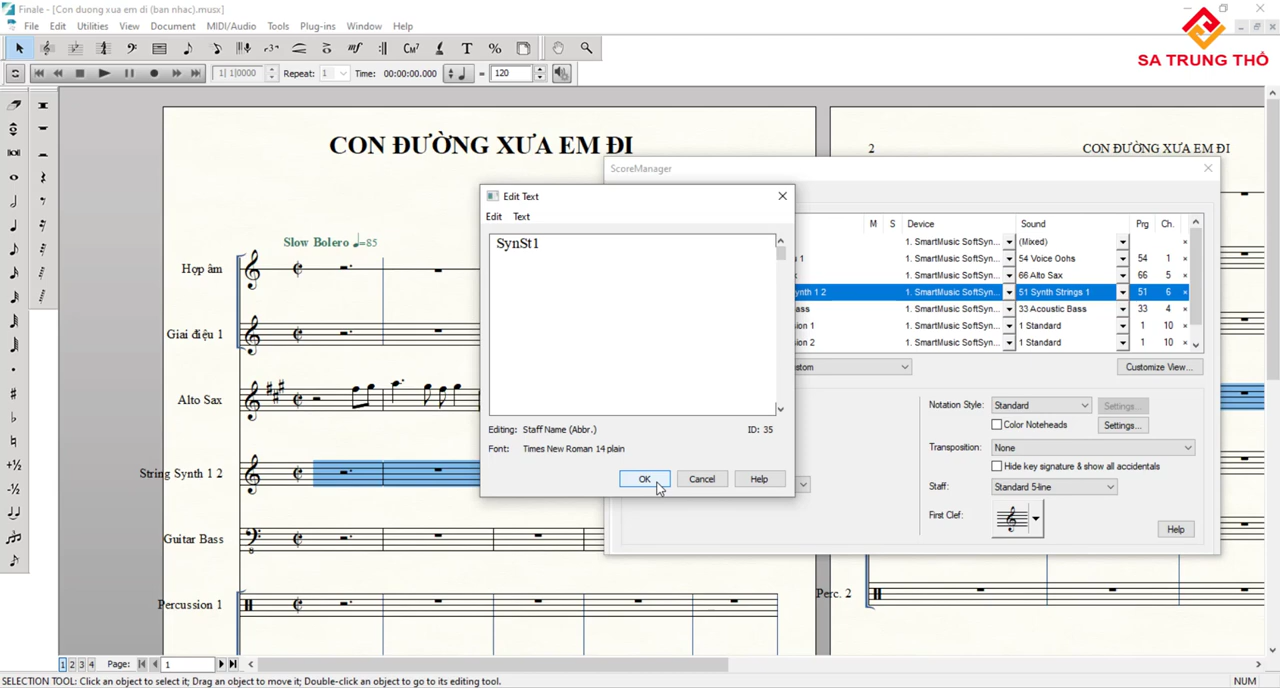 Finale - [Con duong xua em di (ban nhac).musx]
File Edit Utilities View Document MIDI/Audio Tools Plug-ins Window Help
SA TRUNG THỔ
1| 1|0000 Repeat: 1 Time: 00:00:00.000 = 120
CON ĐƯỜNG XƯA EM ĐI
2 CON ĐƯỜNG XƯA EM ĐI
ScoreManager
Edit Text
Edit Text
SynSt1
M S Device Sound Prg Ch.
1. SmartMusic SoftSyn... (Mixed)
1 1. SmartMusic SoftSyn... 54 Voice Oohs 54 1
1. SmartMusic SoftSyn... 66 Alto Sax 66 5
ynth 1 2 1. SmartMusic SoftSyn... 51 Synth Strings 1 51 6
ass 1. SmartMusic SoftSyn... 33 Acoustic Bass 33 4
ion 1 1. SmartMusic SoftSyn... 1 Standard 1 10
ion 2 1. SmartMusic SoftSyn... 1 Standard 1 10
stom Customize View...
Notation Style: Standard Settings...
Color Noteheads Settings...
Transposition: None
Hide key signature & show all accidentals
Staff: Standard 5-line
First Clef:
Help
Editing: Staff Name (Abbr.) ID: 35
Font: Times New Roman 14 plain
OK Cancel Help
Slow Bolero =85
Hợp âm
Giai điệu 1
Alto Sax
String Synth 1 2
Guitar Bass
Percussion 1
Perc. 2
1 2 3 4 Page: 1
SELECTION TOOL: Click an object to select it; Drag an object to move it; Double-click an object to go to its editing tool. NUM